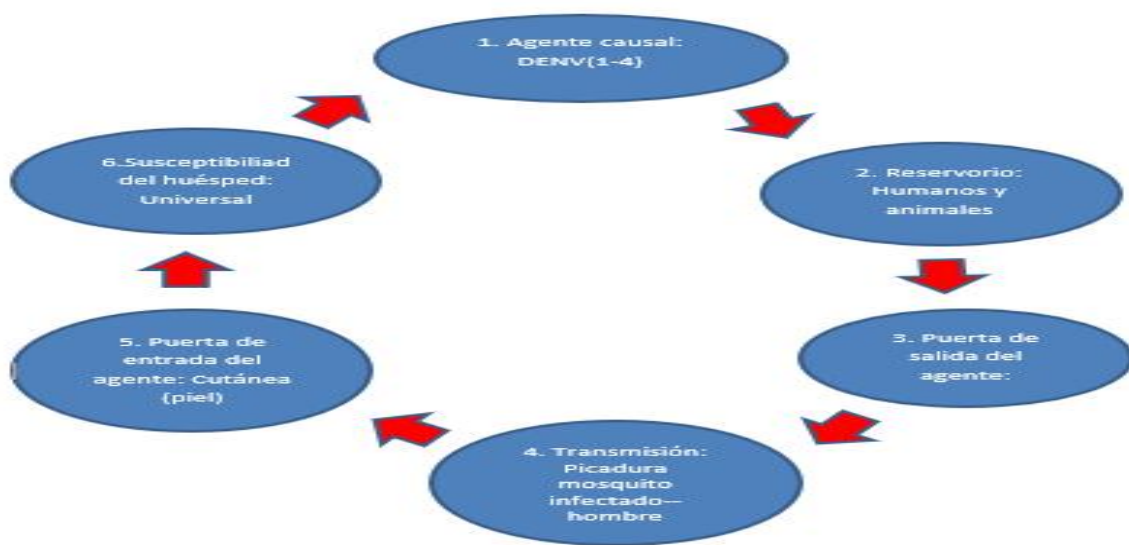 1. Agente causal:
DENV(1-4)
2. Reservorio:
Humanos y
animales
3. Puerta de
salida del
agente:
4. Transmisión:
Picadura
mosquito
infectado--
hombre
5. Puerta de
entrada del
agente: Cutánea
(piel)
6.Susceptibiliad
del huésped:
Universal